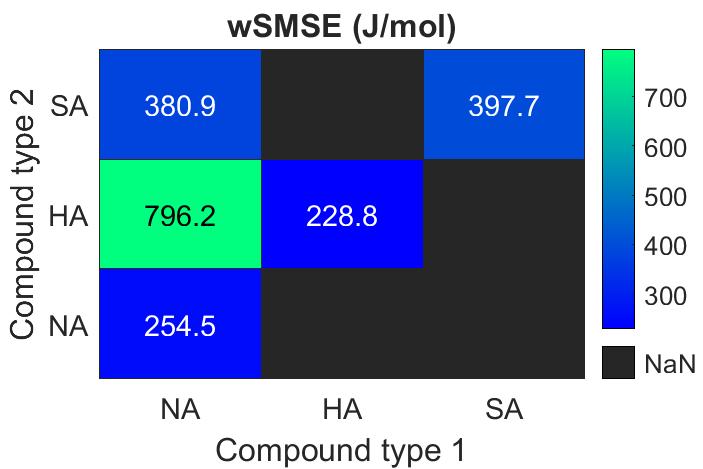 wSMSE (J/mol)
Compound type 2
SA
380.9
397.7
HA
796.2
228.8
NA
254.5
NA
HA
SA
Compound type 1
700
600
500
400
300
NaN